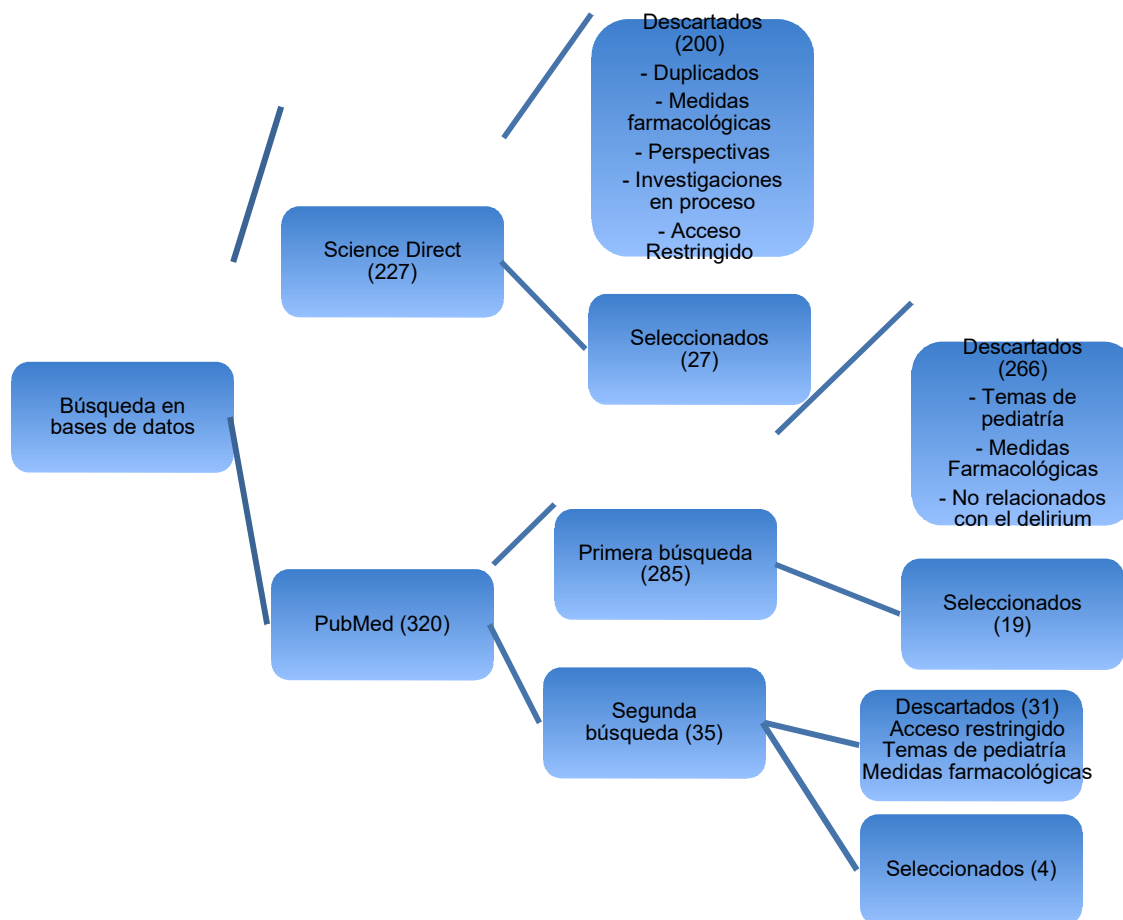 Descartados
(200)
- Duplicados
- Medidas
farmacológicas
- Perspectivas
- Investigaciones
en proceso
- Acceso
Restringido
Science Direct
(227)
Seleccionados
(27)
Descartados
(266)
- Temas de
pediatría
- Medidas
Farmacológicas
- No relacionados
con el delirium
Búsqueda en
bases de datos
Primera búsqueda
(285)
Seleccionados
(19)
PubMed (320)
Segunda
búsqueda (35)
Descartados (31)
Acceso restringido
Temas de pediatría
Medidas farmacológicas
Seleccionados (4)